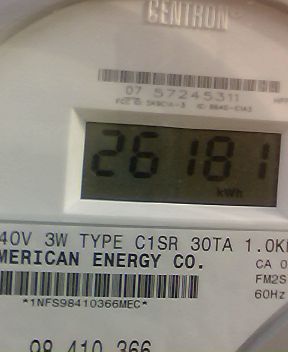 CENTRON
07 57245311
26181
kWh
40V 3W TYPE C1SR 30TA 1.0K
MERICAN ENERGY CO.
CA 0
FM2S
*1NFS98410366MEC*
60Hz
98 410 366